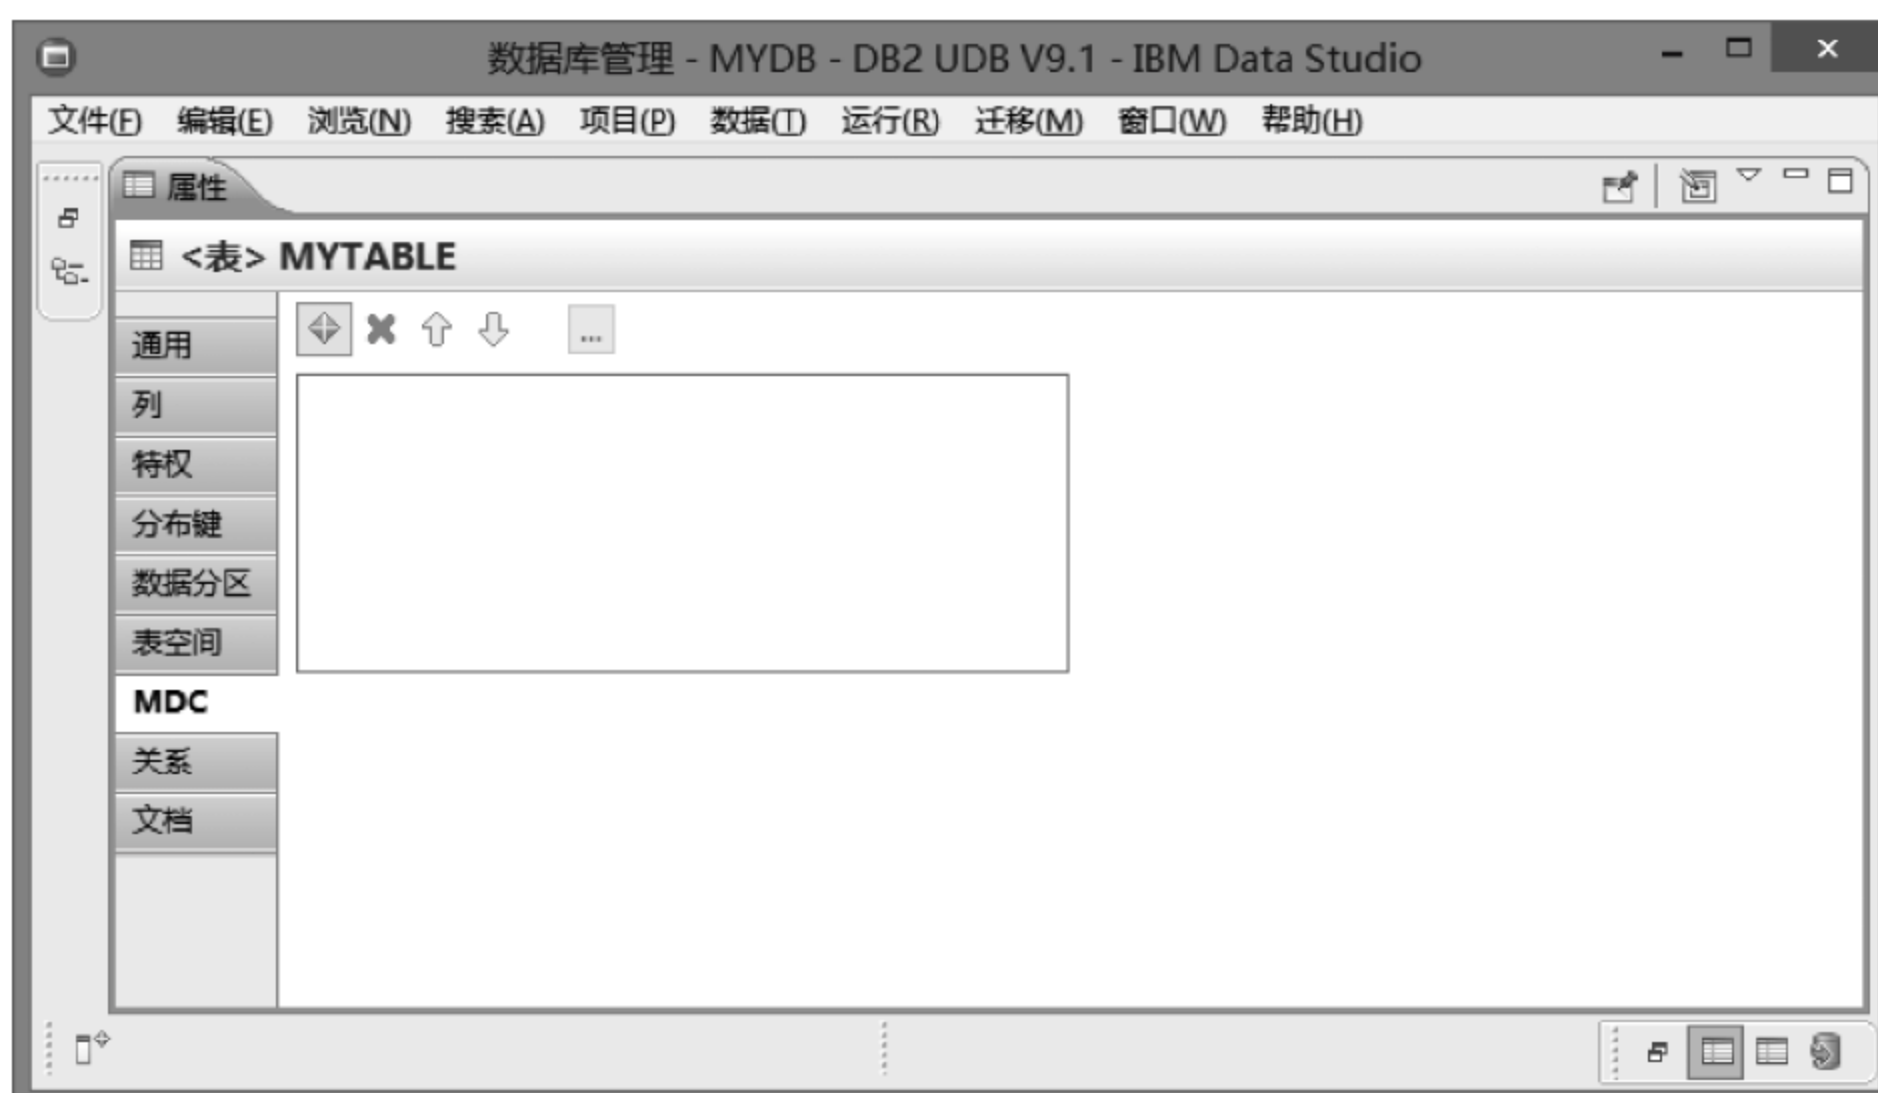 数据库管理 - MYDB - DB2 UDB V9.1 - IBM Data Studio
文件(F) 编辑(E) 浏览(N) 搜索(A) 项目(P) 数据(T) 运行(R) 迁移(M) 窗口(W) 帮助(H)
属性
<表> MYTABLE
...
通用
列
特权
分布键
数据分区
表空间
MDC
关系
文档